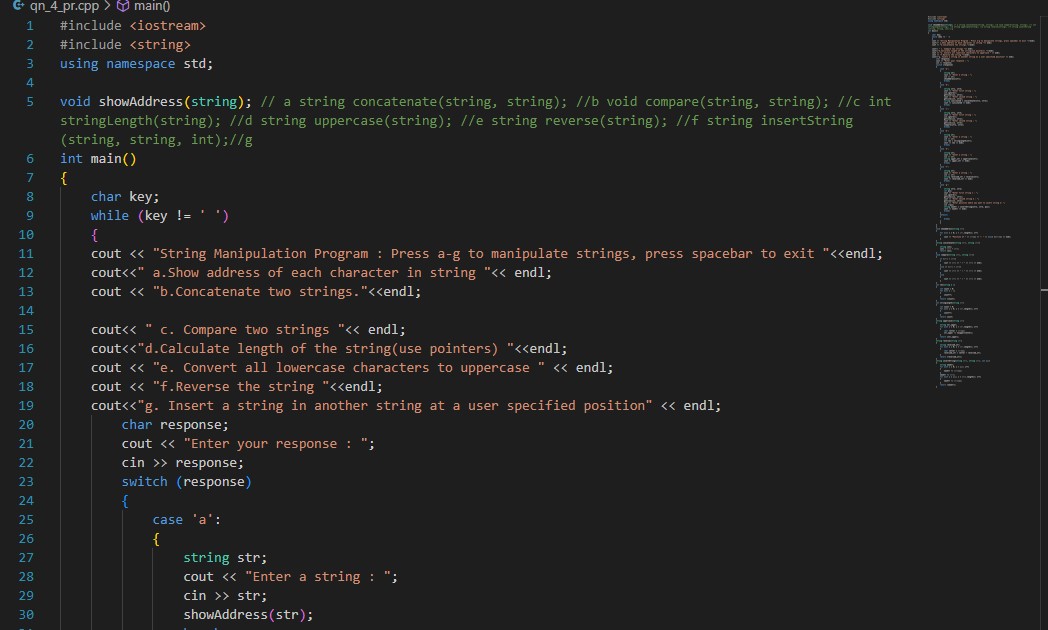 qn_4_pr.cpp > main()
1 #include <iostream>
2 #include <string>
3 using namespace std;
4
5 void showAddress(string); // a string concatenate(string, string); //b void compare(string, string); //c int
stringLength(string); //d string uppercase(string); //e string reverse(string); //f string insertString
(string, string, int);//g
6 int main()
7 {
8 char key;
9 while (key != ' ')
10 {
11 cout << "String Manipulation Program : Press a-g to manipulate strings, press spacebar to exit "<<endl;
12 cout<< " a.Show address of each character in string "<< endl;
13 cout << "b.Concatenate two strings."<<endl;
14
15 cout<< " c. Compare two strings "<< endl;
16 cout<<"d.Calculate length of the string(use pointers) "<<endl;
17 cout << "e. Convert all lowercase characters to uppercase " << endl;
18 cout << "f.Reverse the string "<<endl;
19 cout<<"g. Insert a string in another string at a user specified position" << endl;
20 char response;
21 cout << "Enter your response : ";
22 cin >> response;
23 switch (response)
24 {
25 case 'a':
26 {
27 string str;
28 cout << "Enter a string : ";
29 cin >> str;
30 showAddress(str);